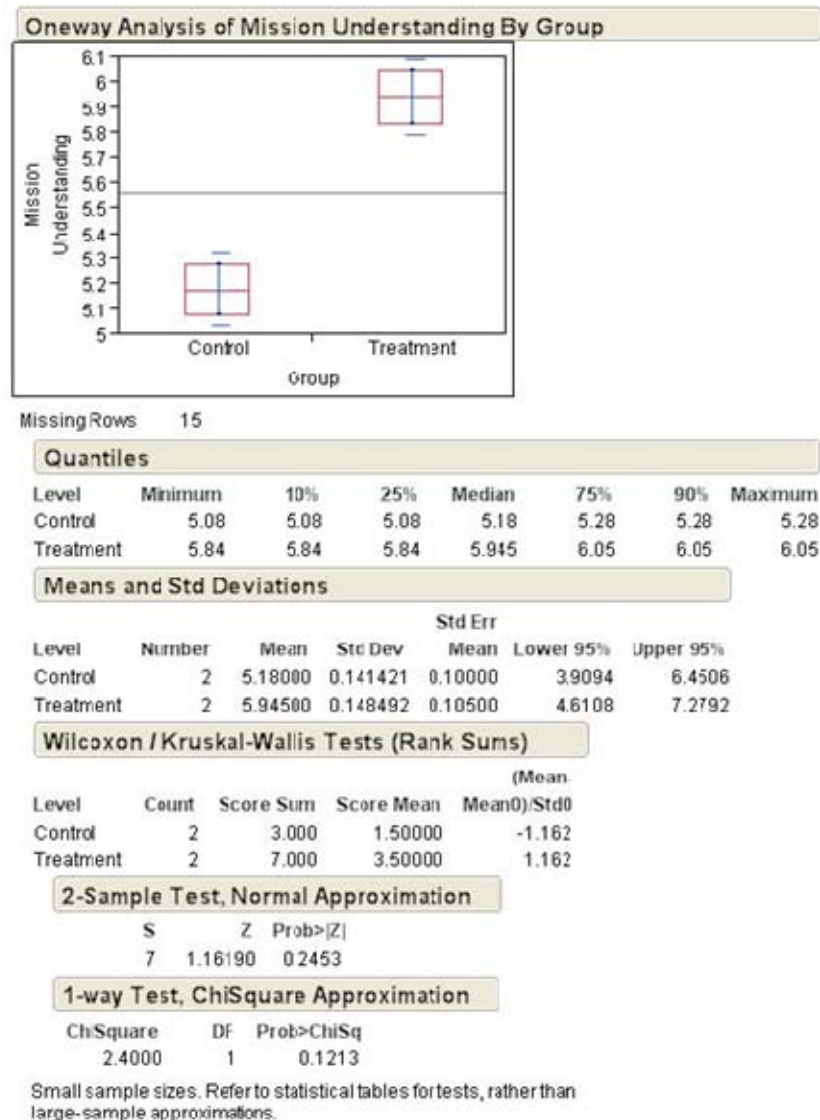 Oneway Analysis of Mission Understanding By Group
Mission
Understanding
6.1
6
5.9
5.8
5.7
5.6
5.5
5.4
5.3
5.2
5.1
5
Control Treatment
Group
Missing Rows 15
Quantiles
Level Minimum 10% 25% Median 75% 90% Maximum
Control 5.08 5.08 5.08 5.18 5.28 5.28 5.28
Treatment 5.84 5.84 5.84 5.945 6.05 6.05 6.05
Means and Std Deviations
Std Err
Level Number Mean Std Dev Mean Lower 95% Upper 95%
Control 2 5.18000 0.141421 0.10000 3.9094 6.4506
Treatment 2 5.94500 0.148492 0.10500 4.6108 7.2792
Wilcoxon / Kruskal-Wallis Tests (Rank Sums)
(Mean-
Level Count Score Sum Score Mean Mean0)/Std0
Control 2 3.000 1.50000 -1.162
Treatment 2 7.000 3.50000 1.162
2-Sample Test, Normal Approximation
S Z Prob>|Z|
7 1.16190 0.2453
1-way Test, ChiSquare Approximation
ChiSquare DF Prob>ChiSq
2.4000 1 0.1213
Small sample sizes. Refer to statistical tables for tests, rather than
large-sample approximations.